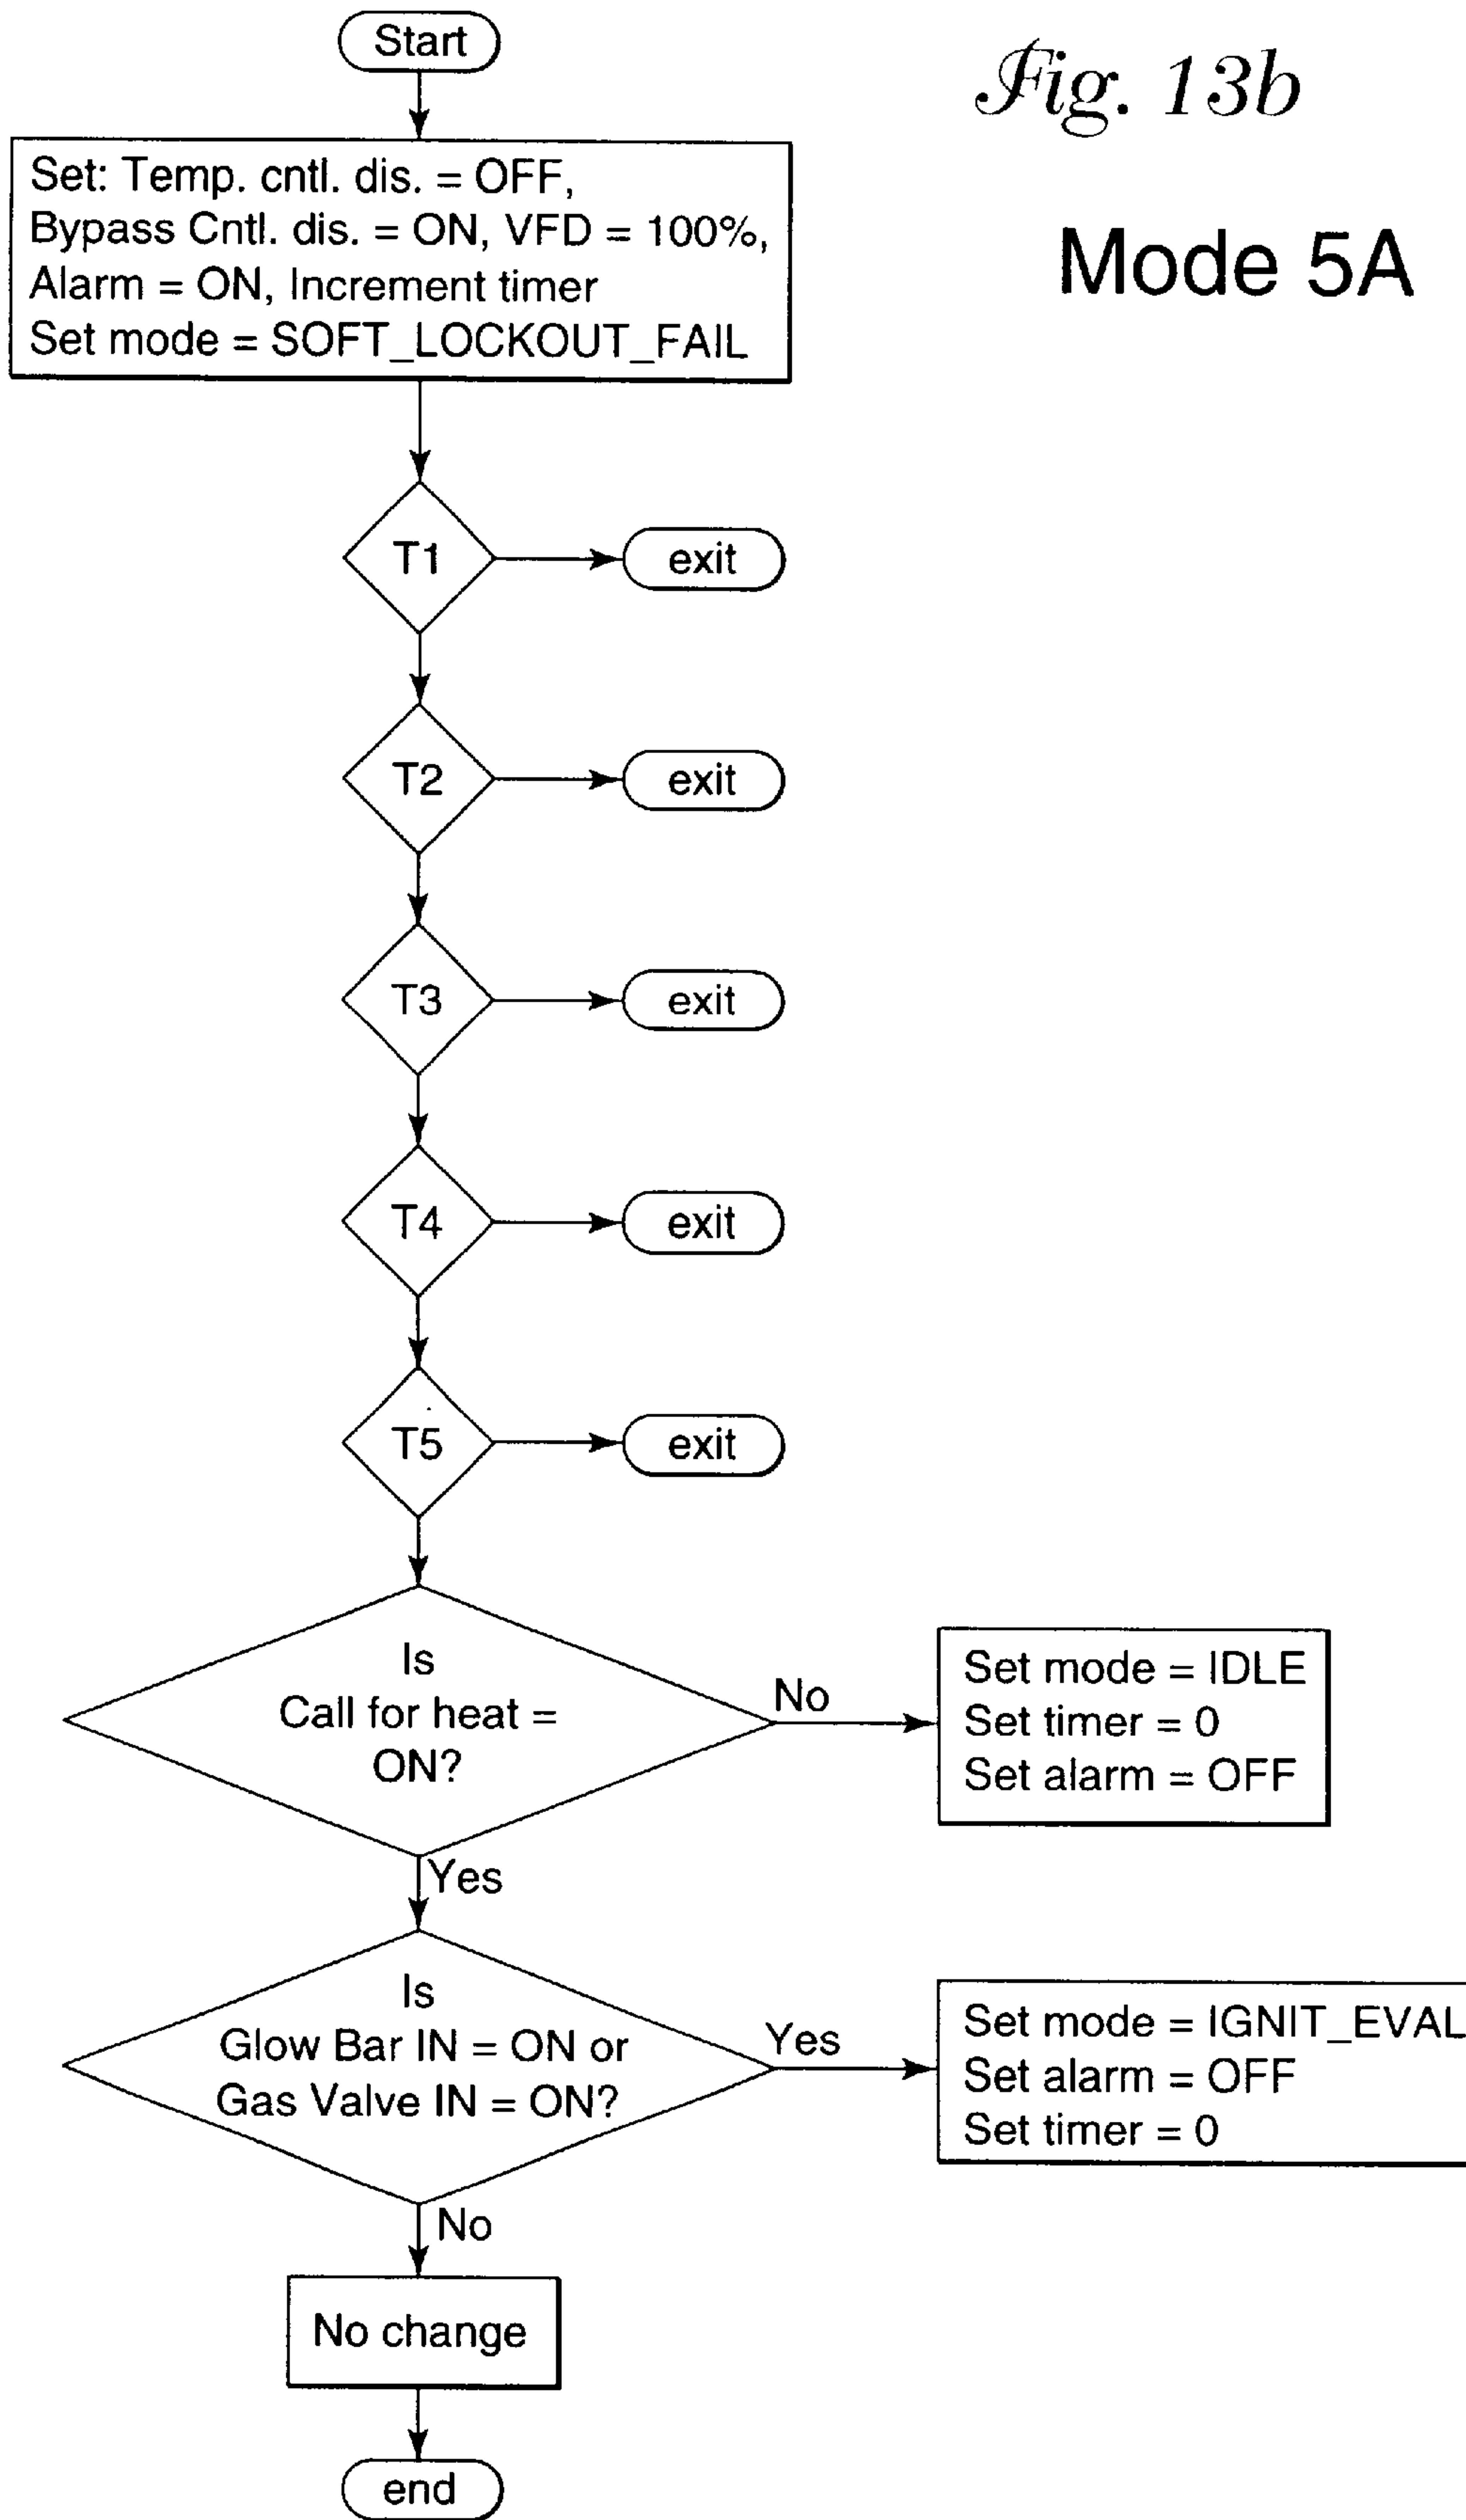 Start
Fig. 13b
Mode 5A
Set: Temp. cntl. dis. = OFF,
Bypass Cntl. dis. = ON, VFD = 100%,
Alarm = ON, Increment timer
Set mode = SOFT_LOCKOUT_FAIL
T1
exit
T2
exit
T3
exit
T4
exit
T5
exit
Is
Call for heat =
ON?
No
Set mode = IDLE
Set timer = 0
Set alarm = OFF
Yes
Is
Glow Bar IN = ON or
Gas Valve IN = ON?
Yes
Set mode = IGNIT_EVAL
Set alarm = OFF
Set timer = 0
No
No change
end